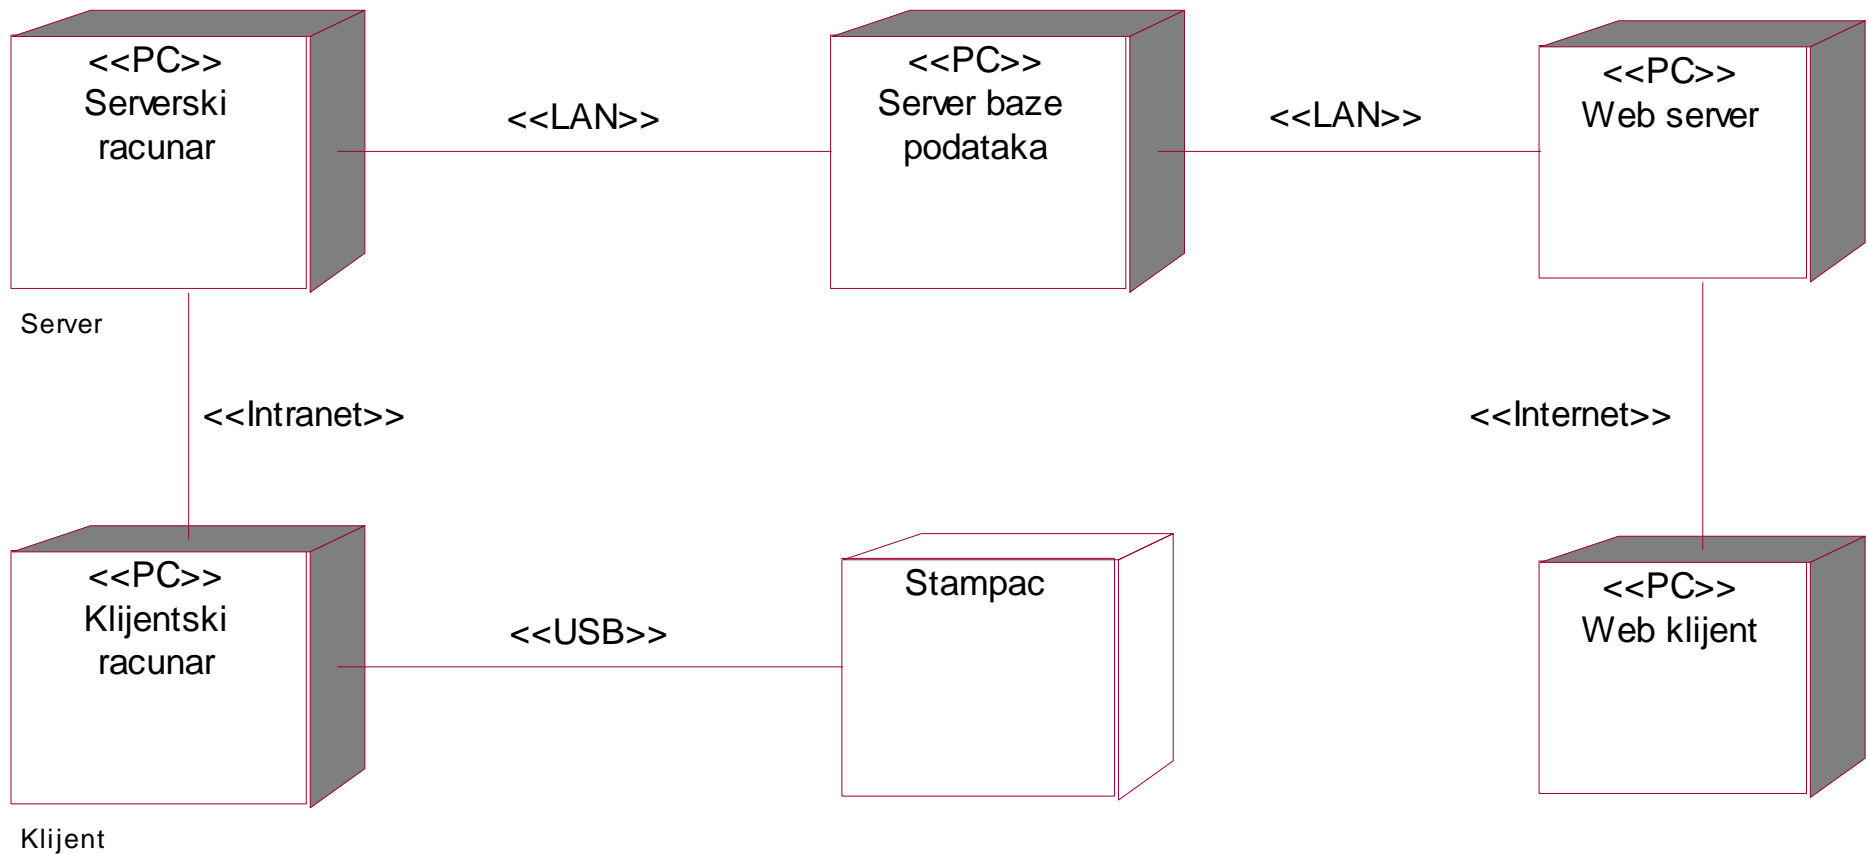 <<PC>>
Serverski
racunar
<<LAN>>
<<PC>>
Server baze
podataka
<<LAN>>
<<PC>>
Web server
Server
<<Intranet>>
<<Internet>>
<<PC>>
Klijentski
racunar
<<USB>>
Stampac
<<PC>>
Web klijent
Klijent